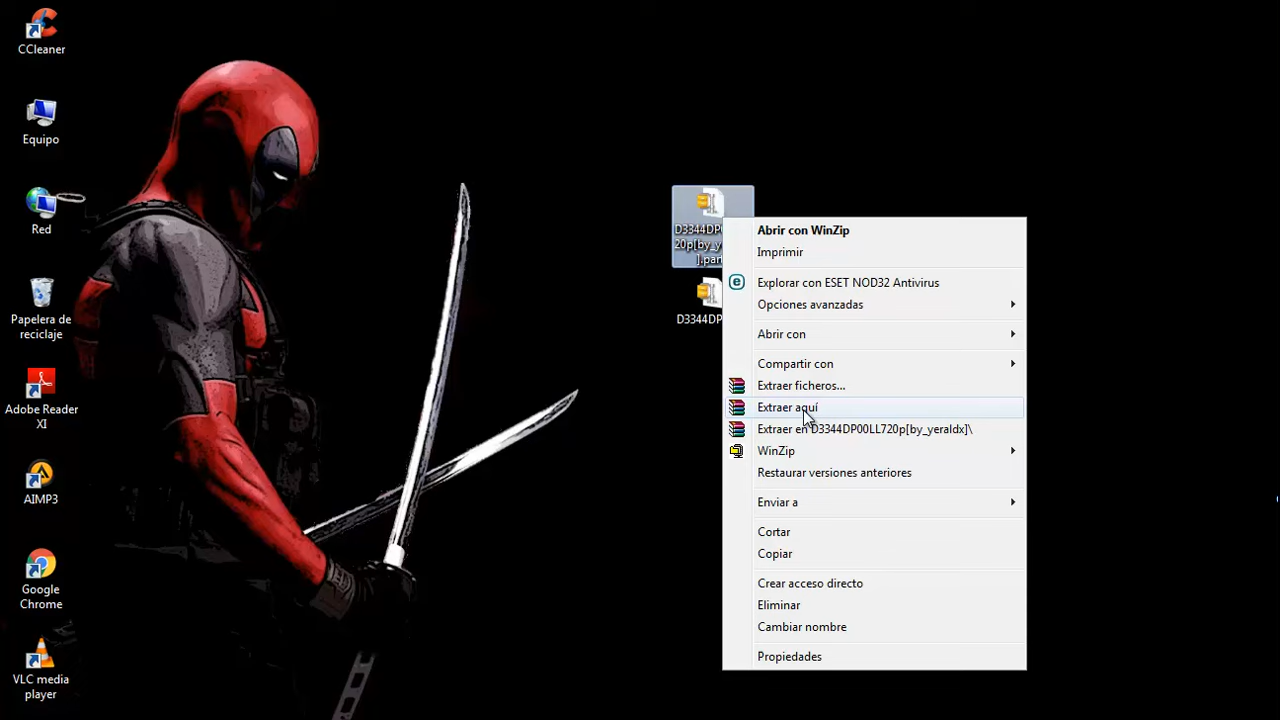 CCleaner
Equipo
Red
Papelera de
reciclaje
Adobe Reader
XI
AIMP3
Google
Chrome
VLC media
player
D3344DP
20p[by_ye
].part
D3344DP
Abrir con WinZip
Imprimir
Explorar con ESET NOD32 Antivirus
Opciones avanzadas
Abrir con
Compartir con
Extraer ficheros...
Extraer aquí
Extraer en D3344DP00LL720p[by_yeraldx]\
WinZip
Restaurar versiones anteriores
Enviar a
Cortar
Copiar
Crear acceso directo
Eliminar
Cambiar nombre
Propiedades